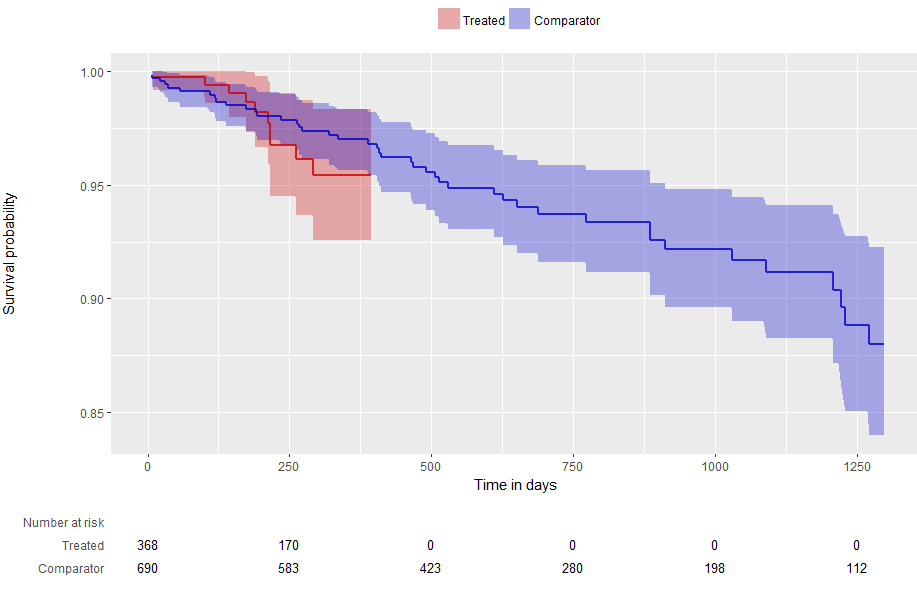 Treated Comparator
Survival probability
1.00
0.95
0.90
0.85
0 250 500 750 1000 1250
Time in days
Number at risk
Treated 368 170 0 0 0 0
Comparator 690 583 423 280 198 112